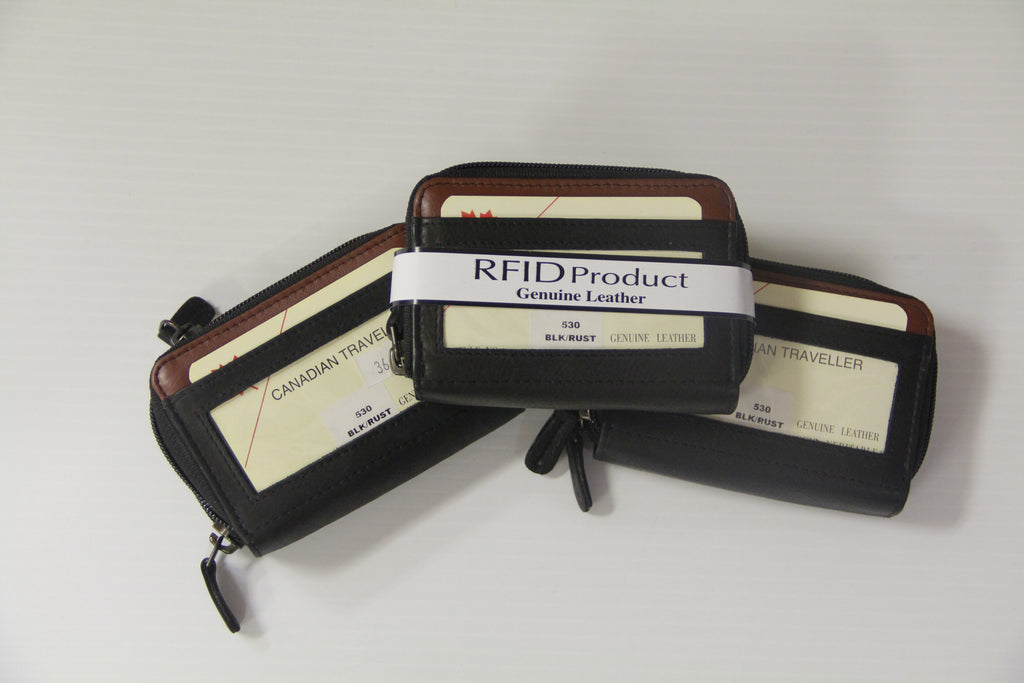 RFID Product
Genuine Leather
530
BLK/RUST
GENUINE LEATHER
CANADIAN TRAVEL
36
530
BLK/RUST
GEN
IAN TRAVELLER
530
BLK/RUST
GENUINE LEATHER